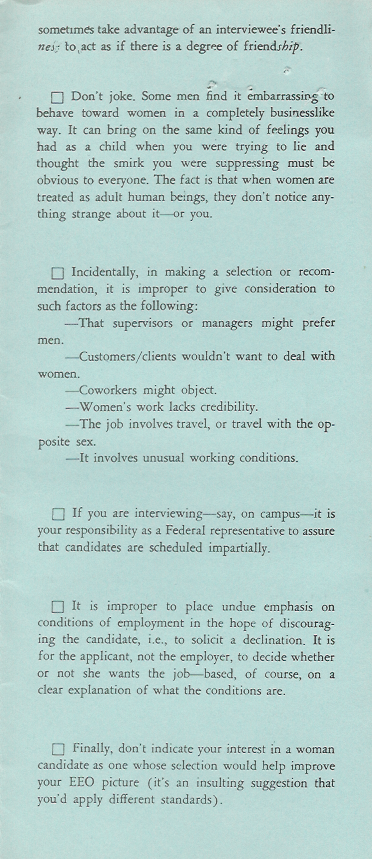 sometimes take advantage of an interviewee's friendli-
ness to act as if there is a degree of friendship.
☐ Don't joke. Some men find it embarrassing to
behave toward women in a completely businesslike
way. It can bring on the same kind of feelings you
had as a child when you were trying to lie and
thought the smirk you were suppressing must be
obvious to everyone. The fact is that when women are
treated as adult human beings, they don't notice any-
thing strange about it—or you.
☐ Incidentally, in making a selection or recom-
mendation, it is improper to give consideration to
such factors as the following:
—That supervisors or managers might prefer
men.
—Customers/clients wouldn't want to deal with
women.
—Coworkers might object.
—Women's work lacks credibility.
—The job involves travel, or travel with the op-
posite sex.
—It involves unusual working conditions.
☐ If you are interviewing—say, on campus—it is
your responsibility as a Federal representative to assure
that candidates are scheduled impartially.
☐ It is improper to place undue emphasis on
conditions of employment in the hope of discourag-
ing the candidate, i.e., to solicit a declination. It is
for the applicant, not the employer, to decide whether
or not she wants the job—based, of course, on a
clear explanation of what the conditions are.
☐ Finally, don't indicate your interest in a woman
candidate as one whose selection would help improve
your EEO picture (it's an insulting suggestion that
you'd apply different standards).